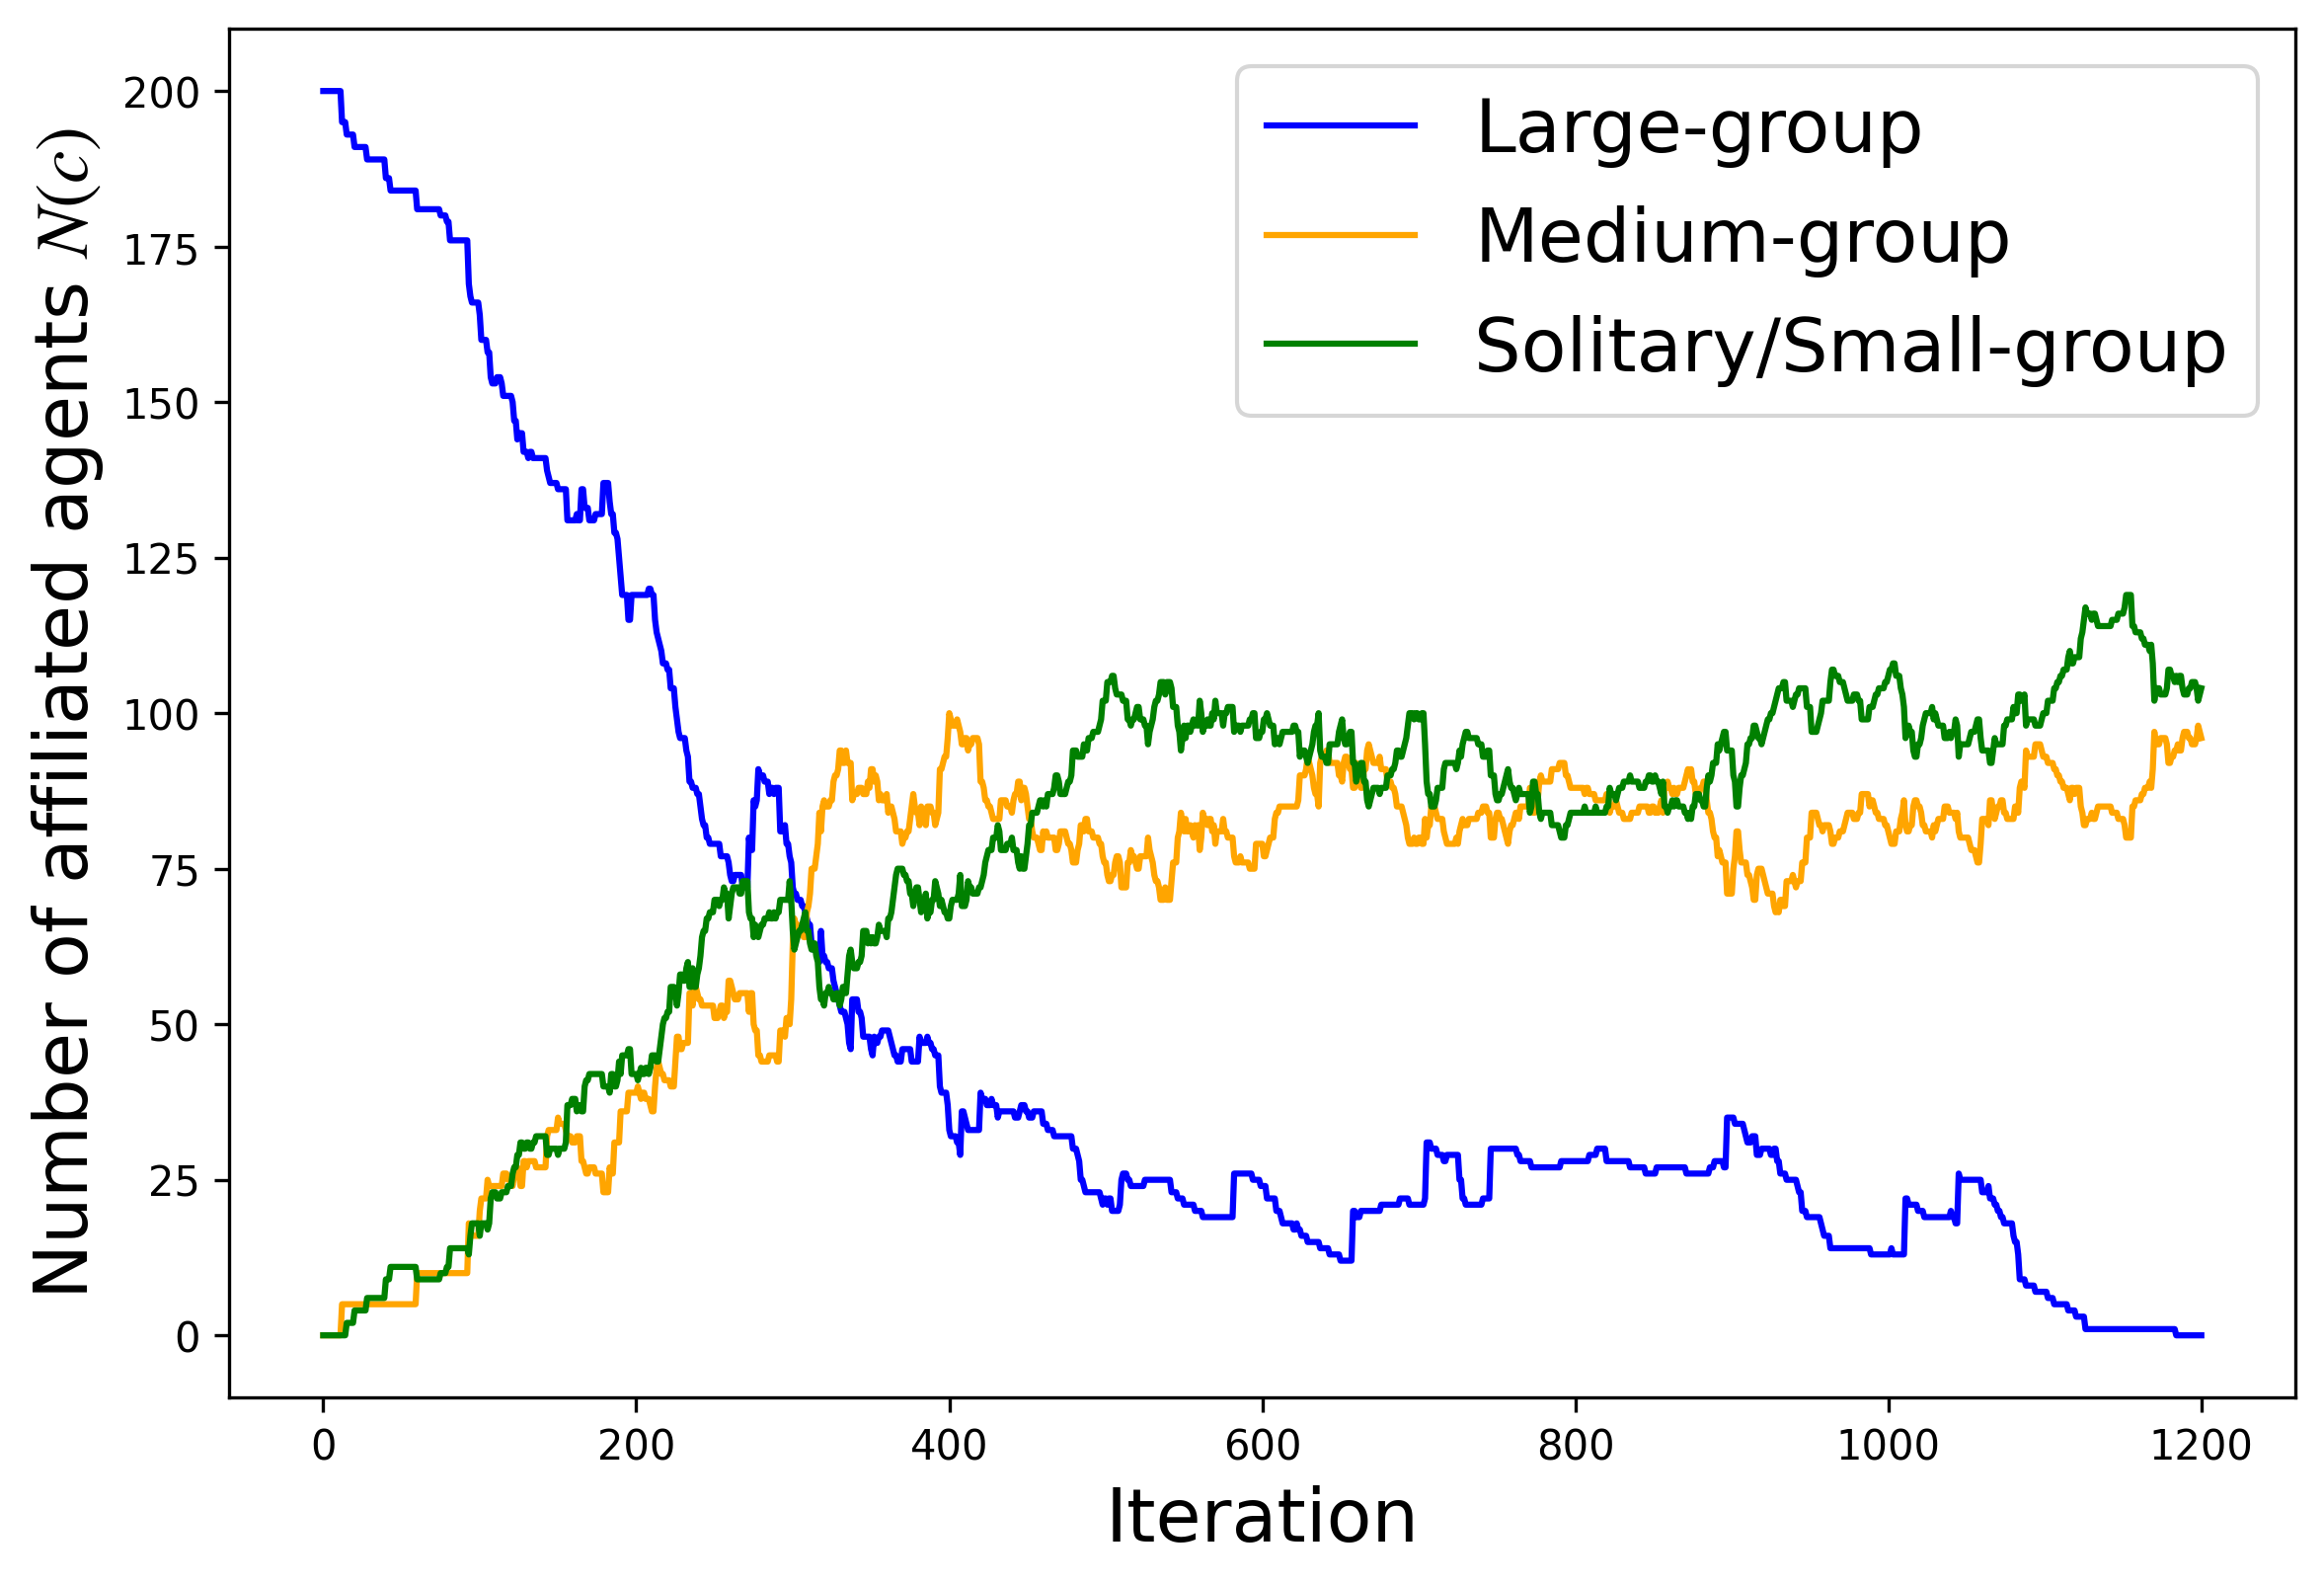 Number of affiliated agents N(c)
200
175
150
125
100
75
50
25
0
Large-group
Medium-group
Solitary/Small-group
0 200 400 600 800 1000 1200
Iteration